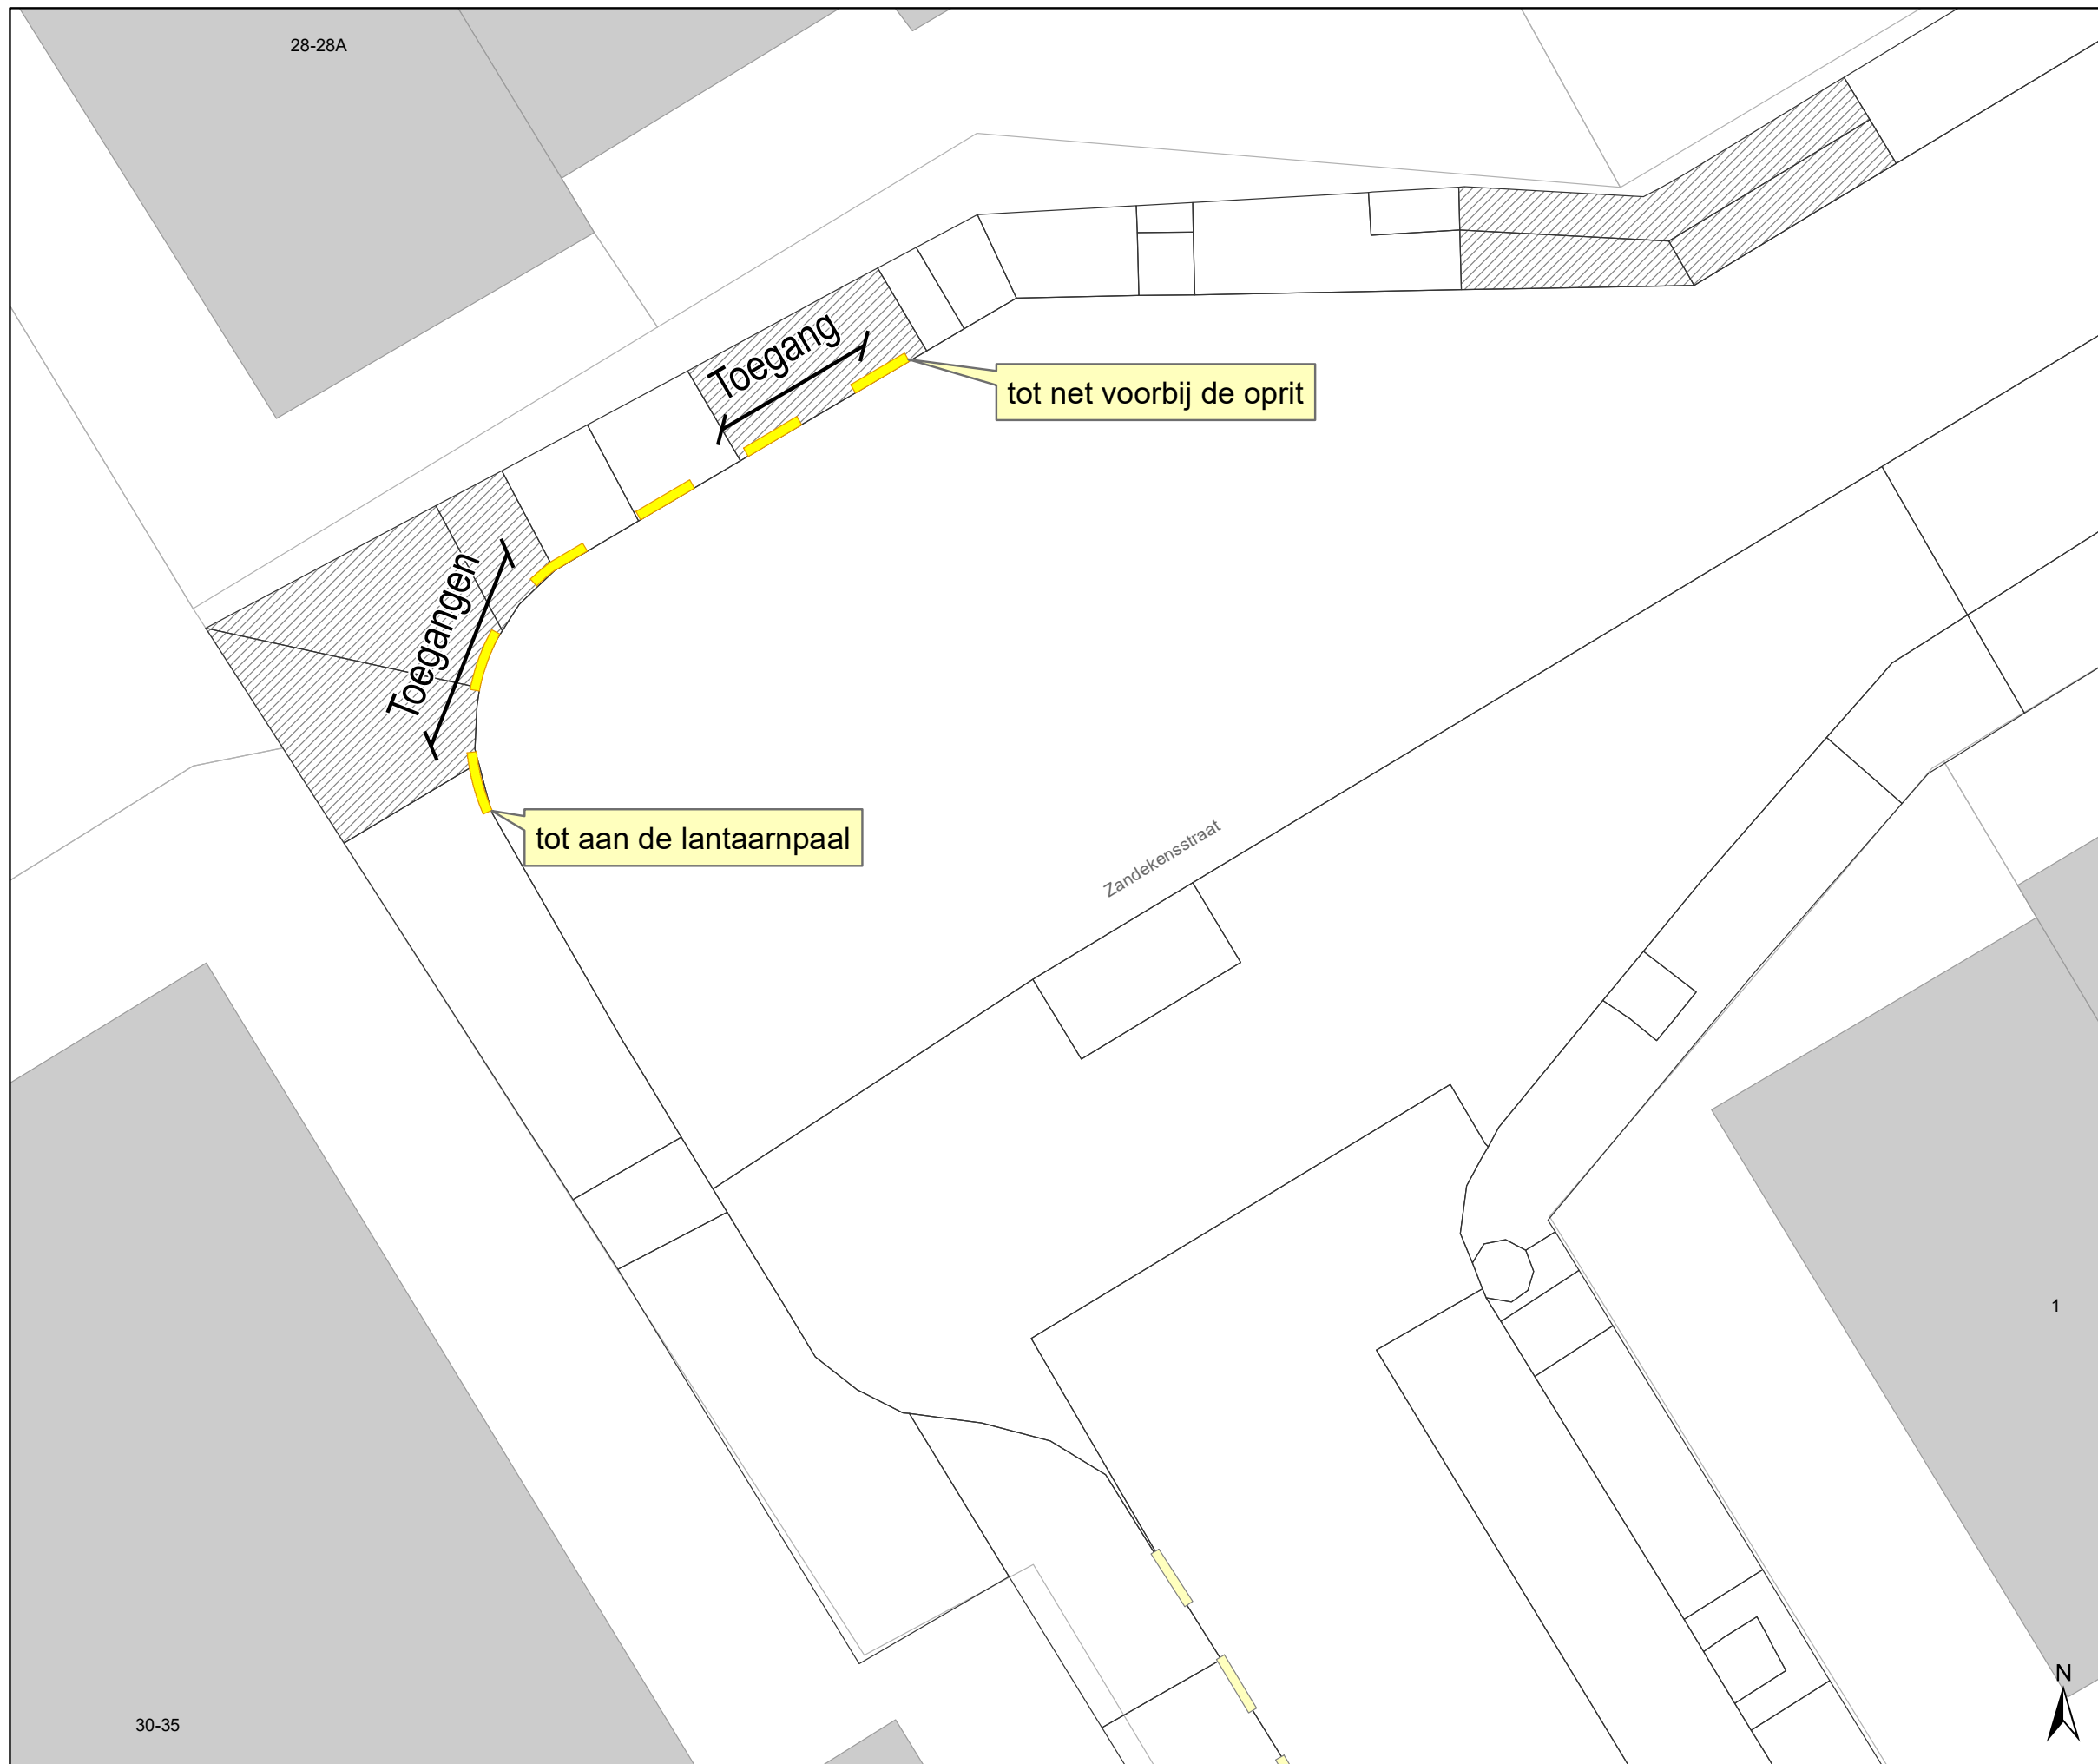 28-28A
Toegang
tot net voorbij de oprit
Toegangen
tot aan de lantaarnpaal
Zandekensstraat
1
N
30-35